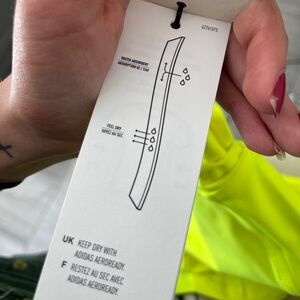 WATER ABSORBENT
ABSORPTION DE L'EAU
FEEL DRY
SOYEZ AU SEC
UK KEEP DRY WITH
ADIDAS AEROREADY.
F RESTEZ AU SEC AVEC
ADIDAS AEROREADY.